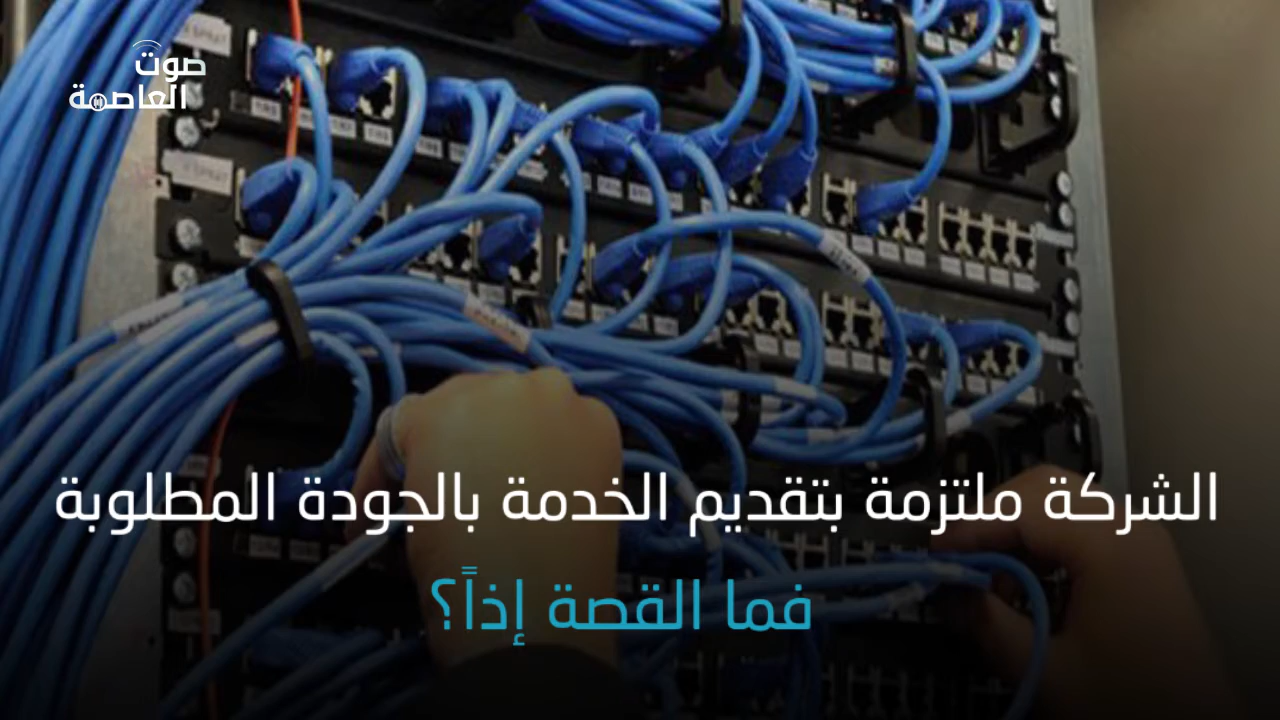 صوت
العاصمة
الشركة ملتزمة بتقديم الخدمة بالجودة المطلوبة
فما القصة إذاً؟